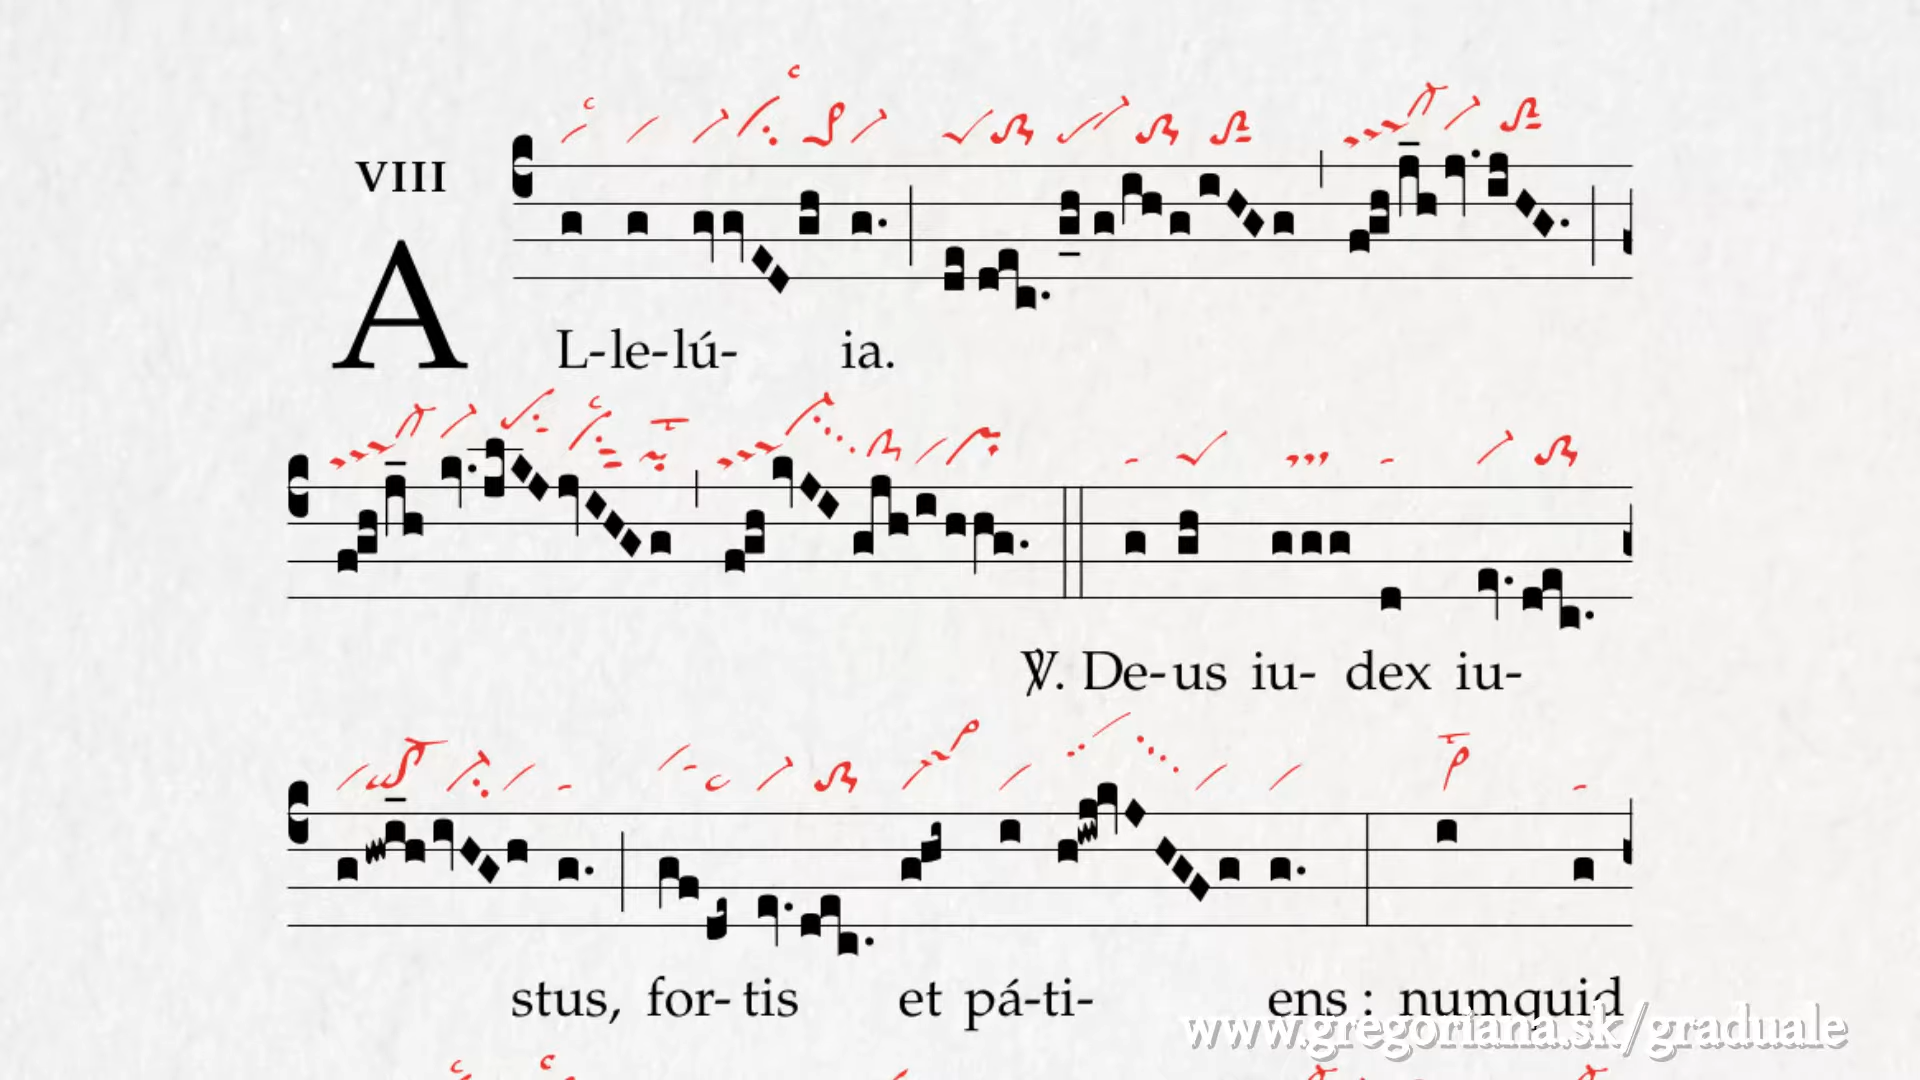 VIII
AL-le-lú- ia.
℣. De-us iu- dex iu-
stus, for- tis et pá-ti- ens : numquid
www.gregoriana.sk/graduale